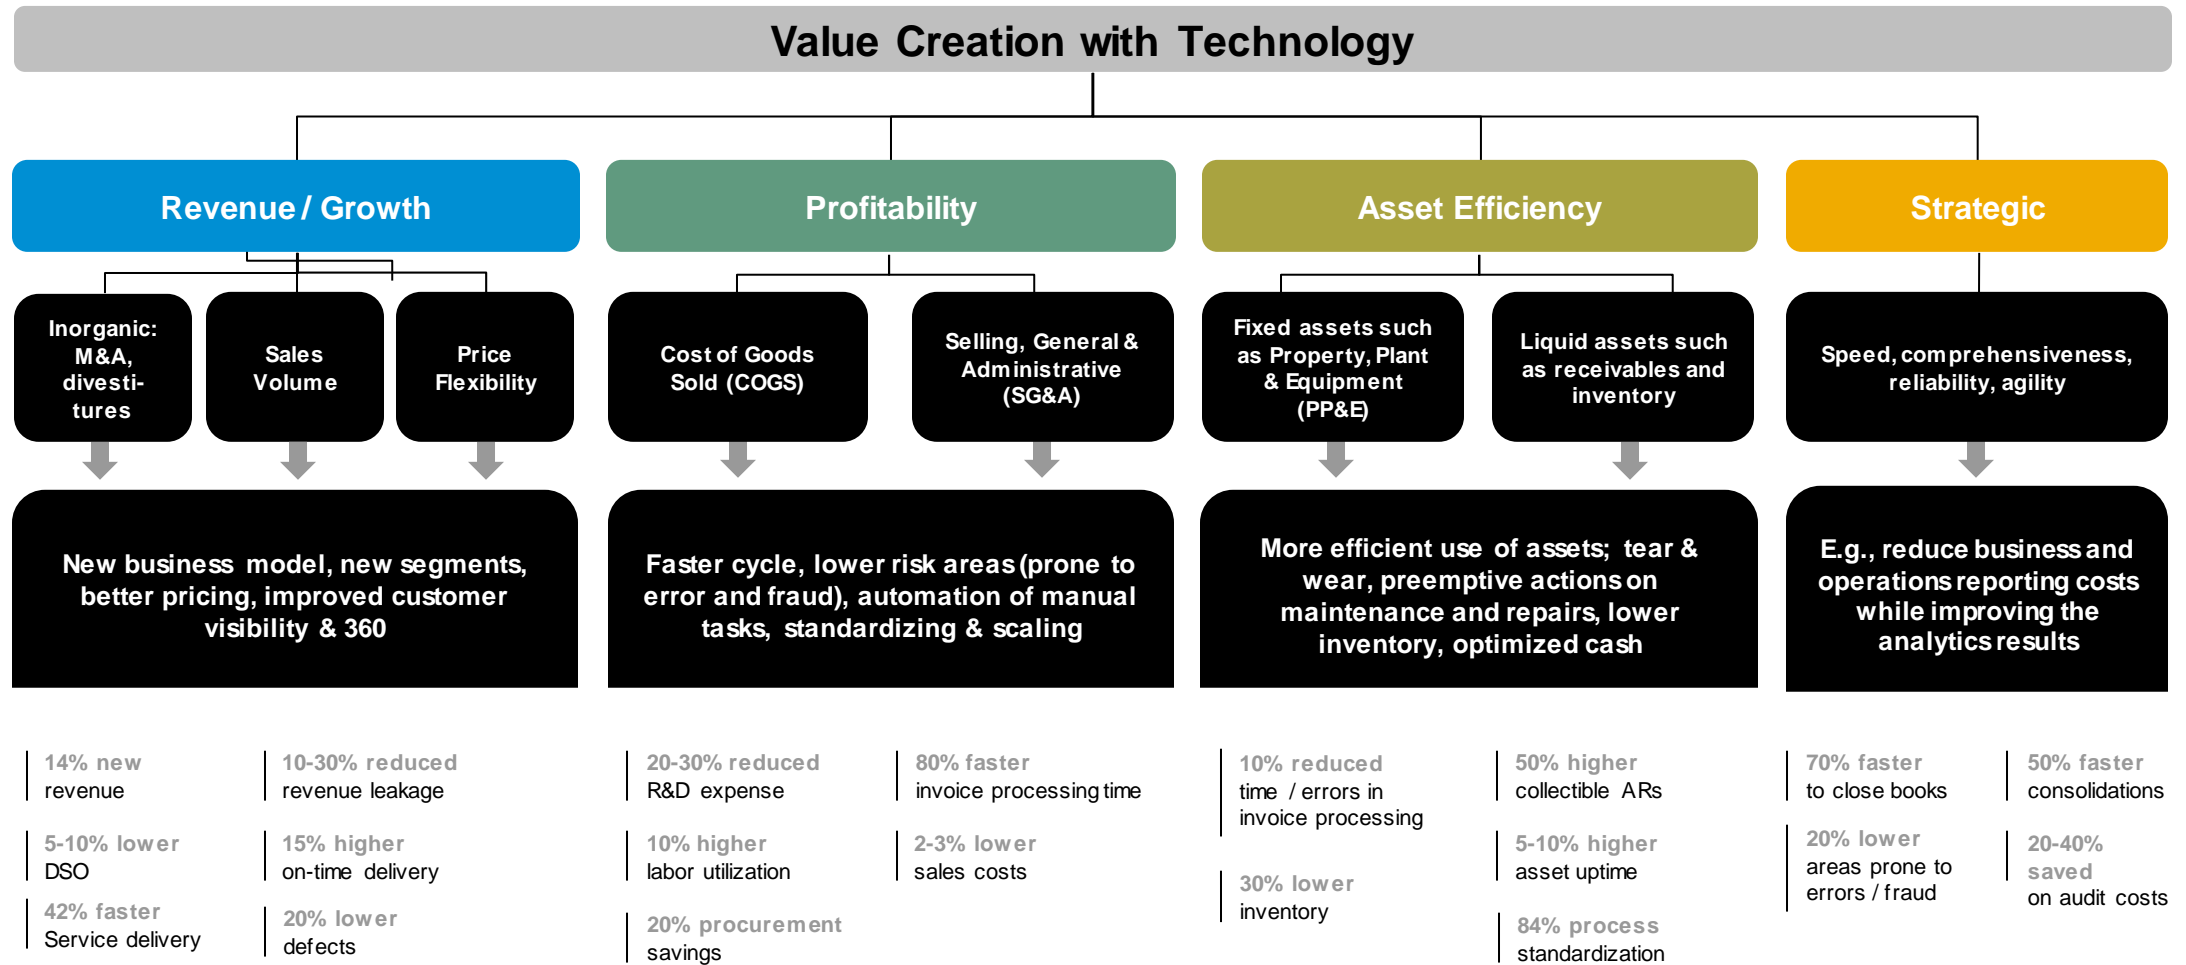 Value Creation with Technology
Revenue / Growth
Profitability
Asset Efficiency
Strategic
Inorganic:
M&A,
divesti-
tures
Sales
Volume
Price
Flexibility
Cost of Goods
Sold (COGS)
Selling, General &
Administrative
(SG&A)
Fixed assets such
as Property, Plant
& Equipment
(PP&E)
Liquid assets such
as receivables and
inventory
Speed, comprehensiveness,
reliability, agility
New business model, new segments,
better pricing, improved customer
visibility & 360
Faster cycle, lower risk areas (prone to
error and fraud), automation of manual
tasks, standardizing & scaling
More efficient use of assets; tear &
wear, preemptive actions on
maintenance and repairs, lower
inventory, optimized cash
E.g., reduce business and
operations reporting costs
while improving the
analytics results
14% new
revenue
5-10% lower
DSO
42% faster
Service delivery
10-30% reduced
revenue leakage
15% higher
on-time delivery
20% lower
defects
20-30% reduced
R&D expense
10% higher
labor utilization
20% procurement
savings
80% faster
invoice processing time
2-3% lower
sales costs
10% reduced
time / errors in
invoice processing
30% lower
inventory
50% higher
collectible ARs
5-10% higher
asset uptime
84% process
standardization
70% faster
to close books
20% lower
areas prone to
errors / fraud
50% faster
consolidations
20-40%
saved
on audit costs